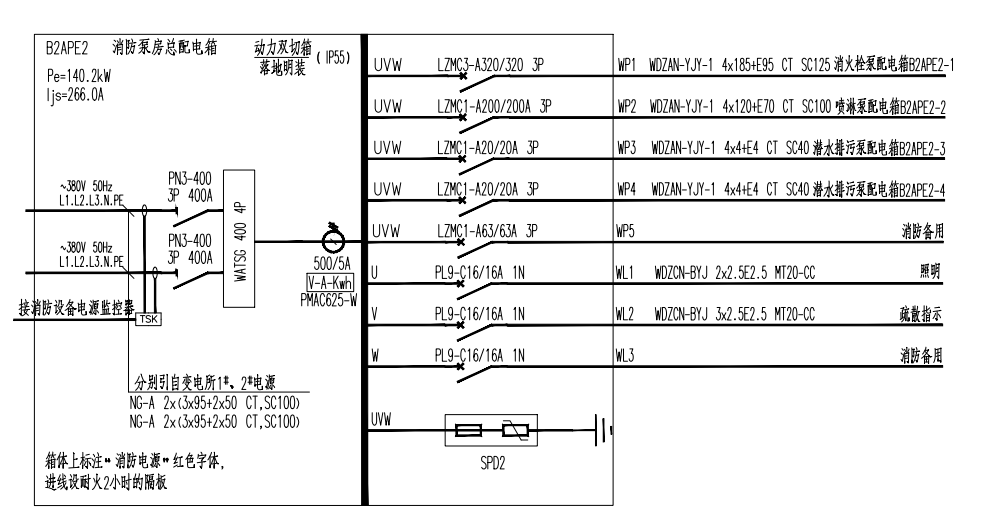 B2APE2 消防泵房总配电箱 动力双切箱 (IP55)
落地明装
Pe=140.2kW
Ijs=266.0A
UVW LZMC3-A320/320 3P WP1 WDZAN-YJY-1 4x185+E95 CT SC125 消火栓泵配电箱B2APE2-1
UVW LZMC1-A200/200A 3P WP2 WDZAN-YJY-1 4x120+E70 CT SC100 喷淋泵配电箱B2APE2-2
UVW LZMC1-A20/20A 3P WP3 WDZAN-YJY-1 4x4+E4 CT SC40 潜水排污泵配电箱B2APE2-3
UVW LZMC1-A20/20A 3P WP4 WDZAN-YJY-1 4x4+E4 CT SC40 潜水排污泵配电箱B2APE2-4
UVW LZMC1-A63/63A 3P WP5 消防备用
U PL9-C16/16A 1N WL1 WDZCN-BYJ 2x2.5E2.5 MT20-CC 照明
V PL9-C16/16A 1N WL2 WDZCN-BYJ 3x2.5E2.5 MT20-CC 疏散指示
W PL9-C16/16A 1N WL3 消防备用
UVW
SPD2
~380V 50Hz
L1.L2.L3.N.PE
PN3-400
3P 400A
~380V 50Hz
L1.L2.L3.N.PE
PN3-400
3P 400A
WATSG 400 4P
500/5A
V-A-Kwh
PMAC625-W
接消防设备电源监控器
TSK
分别引自变电所1#、2#电源
NG-A 2x(3x95+2x50 CT,SC100)
NG-A 2x(3x95+2x50 CT,SC100)
箱体上标注"消防电源"红色字体,
进线设耐火2小时的隔板